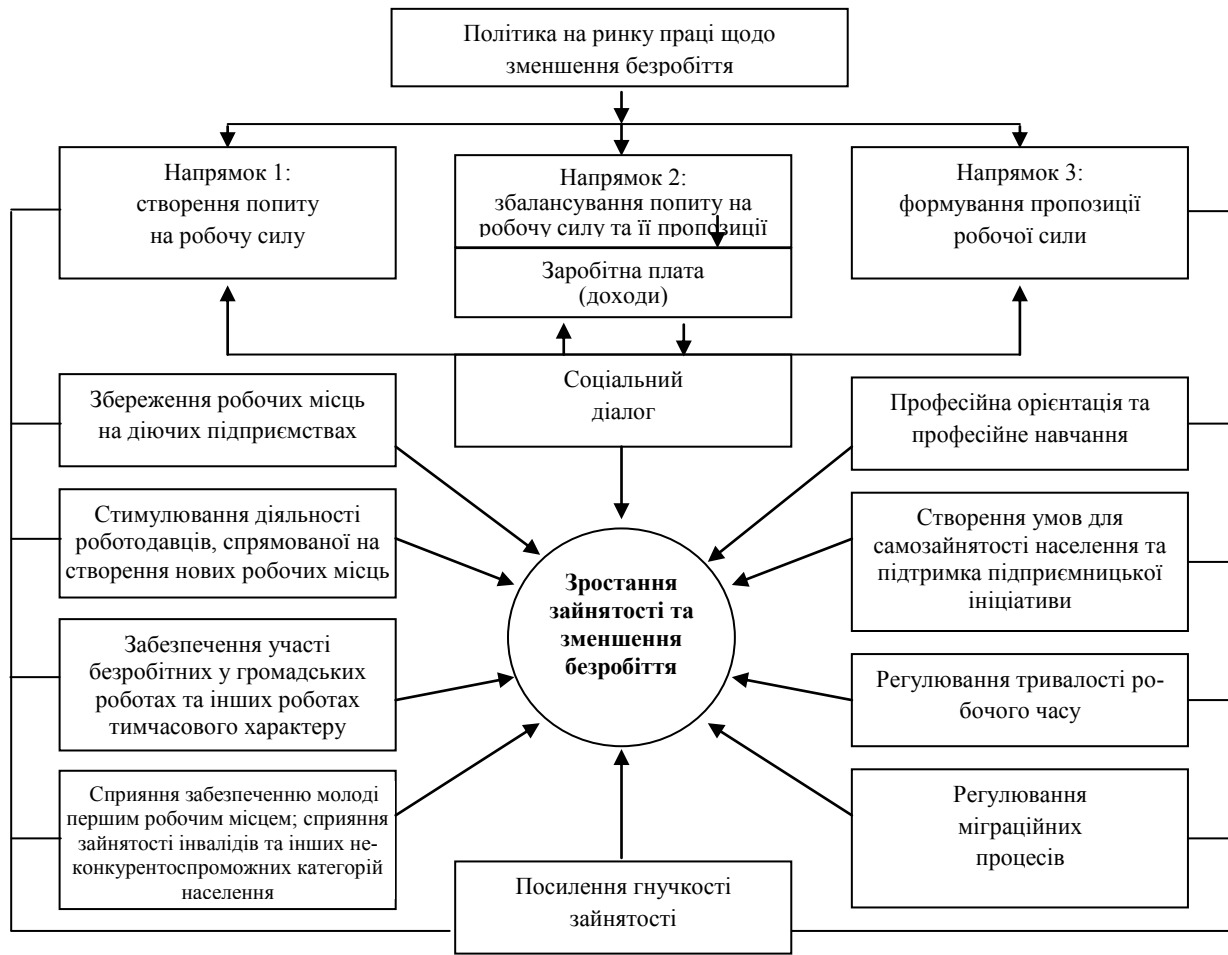 Політика на ринку праці щодо
зменшення безробіття
Напрямок 1:
створення попиту
на робочу силу
Напрямок 2:
збалансування попиту на
робочу силу та її пропозиції
Напрямок 3:
формування пропозиції
робочої сили
Заробітна плата
(доходи)
Соціальний
діалог
Збереження робочих місць
на діючих підприємствах
Стимулювання діяльності
роботодавців, спрямованої на
створення нових робочих місць
Забезпечення участі
безробітних у громадських
роботах та інших роботах
тимчасового характеру
Сприяння забезпеченню молоді
першим робочим місцем; сприяння
зайнятості інвалідів та інших не-
конкурентоспроможних категорій
населення
Зростання
зайнятості та
зменшення
безробіття
Професійна орієнтація та
професійне навчання
Створення умов для
самозайнятості населення та
підтримка підприємницької
ініціативи
Регулювання тривалості ро-
бочого часу
Регулювання
міграційних
процесів
Посилення гнучкості
зайнятості